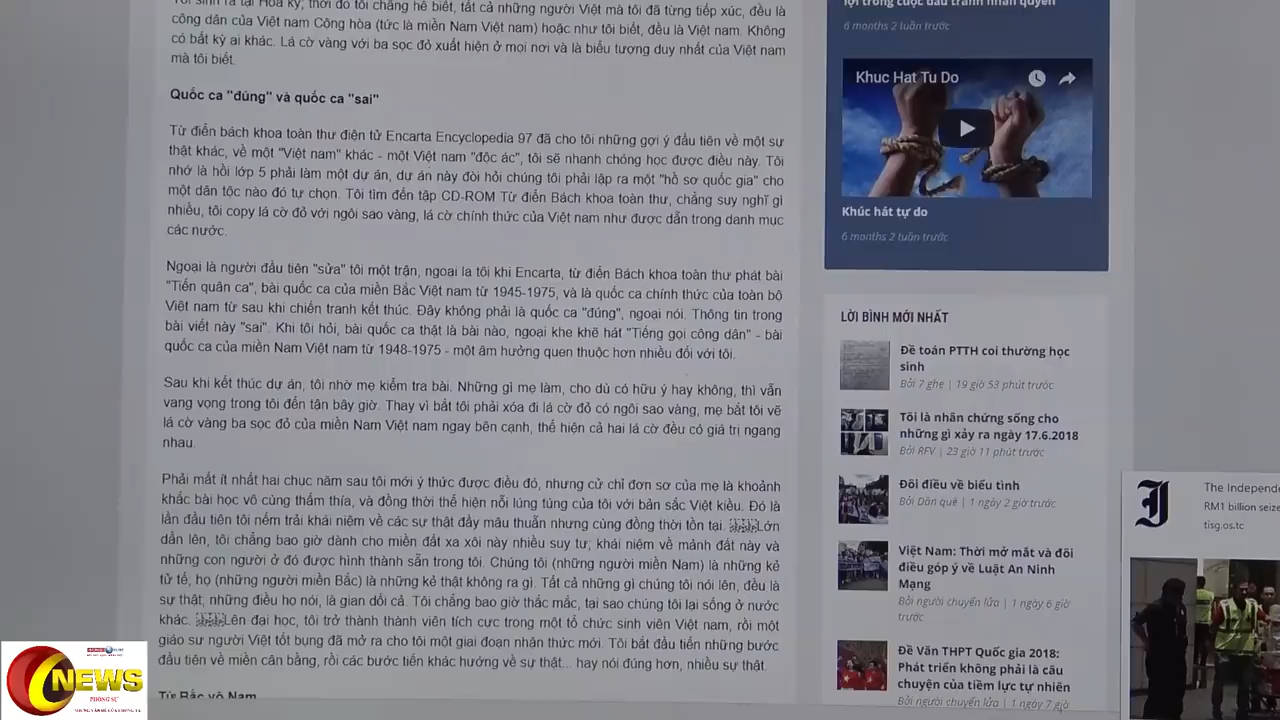 Tôi sinh ra tại Hoa kỳ; thời đó tôi chẳng hề biết, tất cả những người Việt mà tôi đã từng tiếp xúc, đều là
công dân của Việt nam Cộng hòa (tức là miền Nam Việt nam) hoặc như tôi biết, đều là Việt nam. Không
có bất kỳ ai khác. Lá cờ vàng với ba sọc đỏ xuất hiện ở mọi nơi và là biểu tượng duy nhất của Việt nam
mà tôi biết.
Quốc ca "đúng" và quốc ca "sai"
Từ điển bách khoa toàn thư điện tử Encarta Encyclopedia 97 đã cho tôi những gợi ý đầu tiên về một sự
thật khác, về một "Việt nam" khác - một Việt nam "độc ác", tôi sẽ nhanh chóng học được điều này. Tôi
nhớ là hồi lớp 5 phải làm một dự án, dự án này đòi hỏi chúng tôi phải lập ra một "hồ sơ quốc gia" cho
một dân tộc nào đó tự chọn. Tôi tìm đến tập CD-ROM Từ điển Bách khoa toàn thư, chẳng suy nghĩ gì
nhiều, tôi copy lá cờ đỏ với ngôi sao vàng, lá cờ chính thức của Việt nam như được dẫn trong danh mục
các nước.
Ngoại là người đầu tiên "sửa" tôi một trận, ngoại la tôi khi Encarta, từ điển Bách khoa toàn thư phát bài
"Tiến quân ca", bài quốc ca của miền Bắc Việt nam từ 1945-1975, và là quốc ca chính thức của toàn bộ
Việt nam từ sau khi chiến tranh kết thúc. Đây không phải là quốc ca "đúng", ngoại nói. Thông tin trong
bài viết này "sai". Khi tôi hỏi, bài quốc ca thật là bài nào, ngoại khe khẽ hát "Tiếng gọi công dân" - bài
quốc ca của miền Nam Việt nam từ 1948-1975 - một âm hưởng quen thuộc hơn nhiều đối với tôi.
Sau khi kết thúc dự án, tôi nhờ mẹ kiểm tra bài. Những gì mẹ làm, cho dù có hữu ý hay không, thì vẫn
vang vọng trong tôi đến tận bây giờ. Thay vì bắt tôi phải xóa đi lá cờ đỏ có ngôi sao vàng, mẹ bắt tôi vẽ
lá cờ vàng ba sọc đỏ của miền Nam Việt nam ngay bên cạnh, thể hiện cả hai lá cờ đều có giá trị ngang
nhau.
Phải mất ít nhất hai chục năm sau tôi mới ý thức được điều đó, nhưng cử chỉ đơn sơ của mẹ là khoảnh
khắc bài học vô cùng thấm thía, và đồng thời thể hiện nỗi lúng túng của tôi với bản sắc Việt kiều. Đó là
lần đầu tiên tôi nếm trải khái niệm về các sự thật đầy mâu thuẫn nhưng cùng đồng thời tồn tại. Lớn
dần lên, tôi chẳng bao giờ dành cho miền đất xa xôi này nhiều suy tư; khái niệm về mảnh đất này và
những con người ở đó được hình thành sẵn trong tôi. Chúng tôi (những người miền Nam) là những kẻ
tử tế, họ (những người miền Bắc) là những kẻ thật không ra gì. Tất cả những gì chúng tôi nói lên, đều là
sự thật, những điều họ nói, là gian dối cả. Tôi chẳng bao giờ thắc mắc, tại sao chúng tôi lại sống ở nước
khác. Lên đại học, tôi trở thành thành viên tích cực trong một tổ chức sinh viên Việt nam, rồi một
giáo sư người Việt tốt bụng đã mở ra cho tôi một giai đoạn nhận thức mới. Tôi bắt đầu tiến những bước
đầu tiên về miền cân bằng, rồi các bước tiến khác hướng về sự thật... hay nói đúng hơn, nhiều sự thật.
Từ Bắc vô Nam
lợi trong cuộc đấu tranh nhân quyền
6 months 2 tuần trước
Khuc Hat Tu Do
Khúc hát tự do
6 months 2 tuần trước
LỜI BÌNH MỚI NHẤT
Đề toán PTTH coi thường học
sinh
Bởi 7 ghe | 19 giờ 53 phút trước
Tôi là nhân chứng sống cho
những gì xảy ra ngày 17.6.2018
Bởi RFV | 23 giờ 11 phút trước
Đôi điều về biểu tình
Bởi Dân quê | 1 ngày 2 giờ trước
Việt Nam: Thời mở mắt và đôi
điều góp ý về Luật An Ninh
Mạng
Bởi người chuyển lửa | 1 ngày 6 giờ
trước
Đề Văn THPT Quốc gia 2018:
Phát triển không phải là câu
chuyện của tiềm lực tự nhiên
Bởi người chuyển lửa | 1 ngày 7 giờ
The Independe
RM1 billion seize
tisg.os.tc
NEWS
PHÓNG SỰ